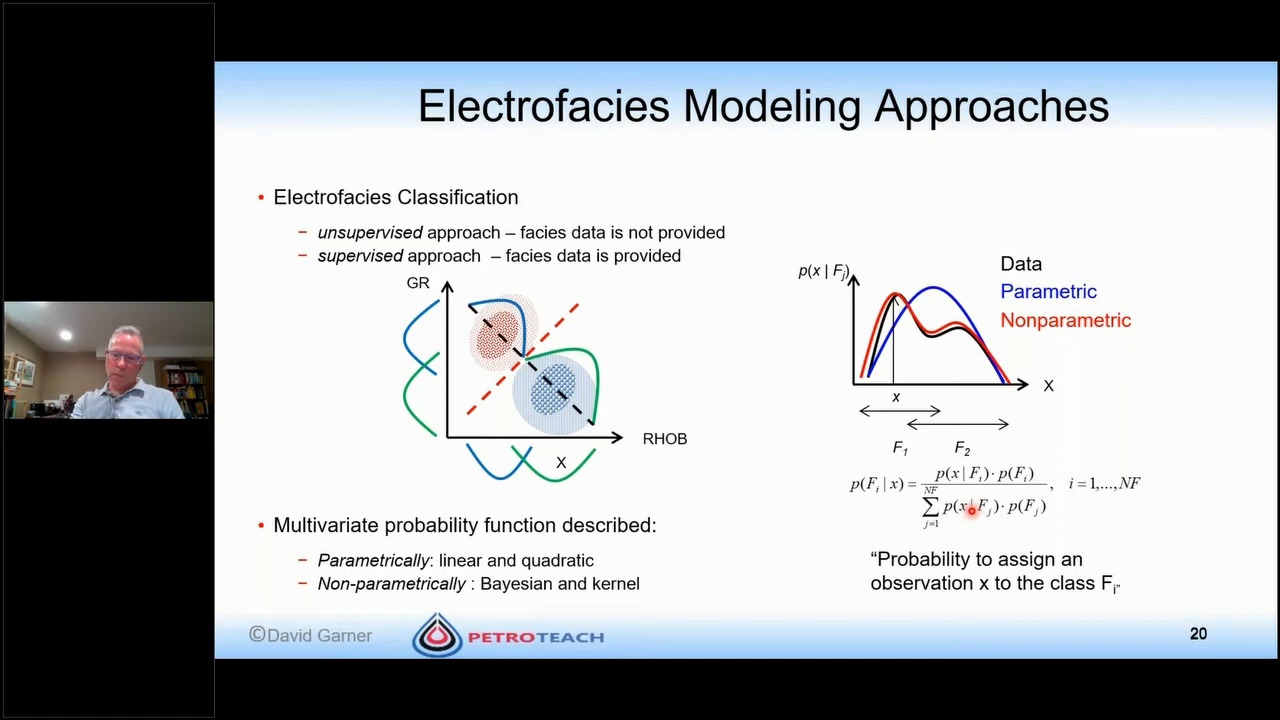 Electrofacies Modeling Approaches
• Electrofacies Classification
– unsupervised approach – facies data is not provided
– supervised approach – facies data is provided
GR
RHOB
X
p(x | Fj)
Data
Parametric
Nonparametric
X
x
F1 F2
p(Fi | x) = p(x | Fi) · p(Fi) / ∑ j=1 NF p(x | Fj) · p(Fj) , i = 1,...,NF
• Multivariate probability function described:
– Parametrically: linear and quadratic
– Non-parametrically : Bayesian and kernel
“Probability to assign an
observation x to the class Fi”
©David Garner
PETROTEACH
20